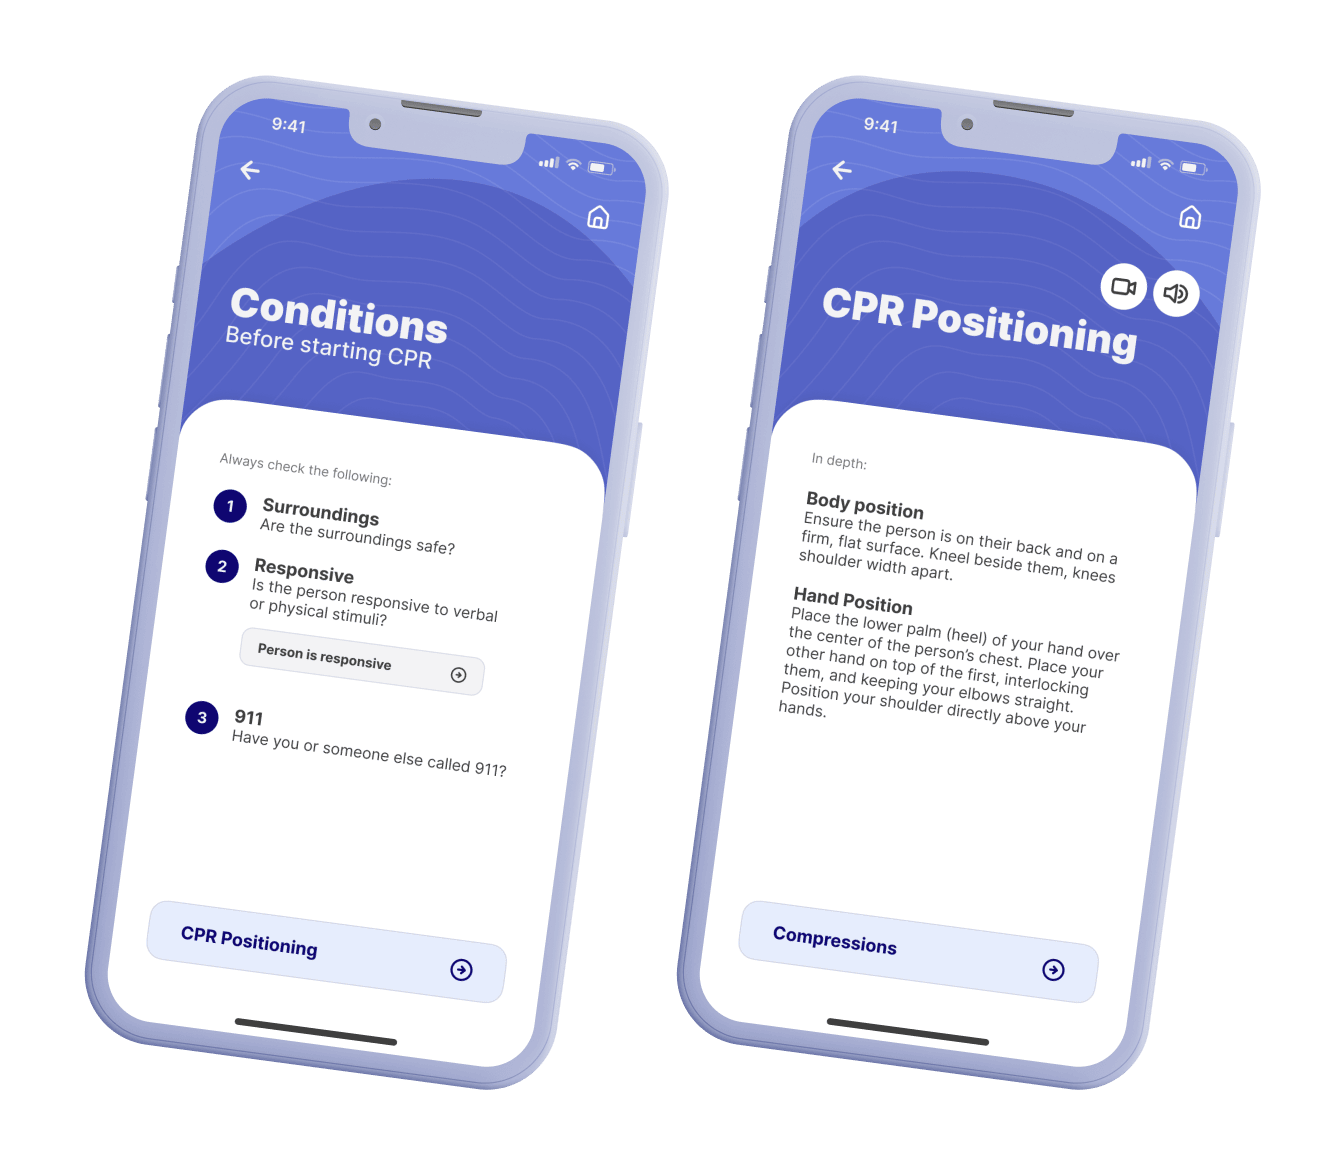 9:41
Conditions
Before starting CPR
Always check the following:
1
Surroundings
Are the surroundings safe?
2
Responsive
Is the person responsive to verbal
or physical stimuli?
Person is responsive
3
911
Have you or someone else called 911?
CPR Positioning
9:41
CPR Positioning
In depth:
Body position
Ensure the person is on their back and on a
firm, flat surface. Kneel beside them, knees
shoulder width apart.
Hand Position
Place the lower palm (heel) of your hand over
the center of the person’s chest. Place your
other hand on top of the first, interlocking
them, and keeping your elbows straight.
Position your shoulder directly above your
hands.
Compressions